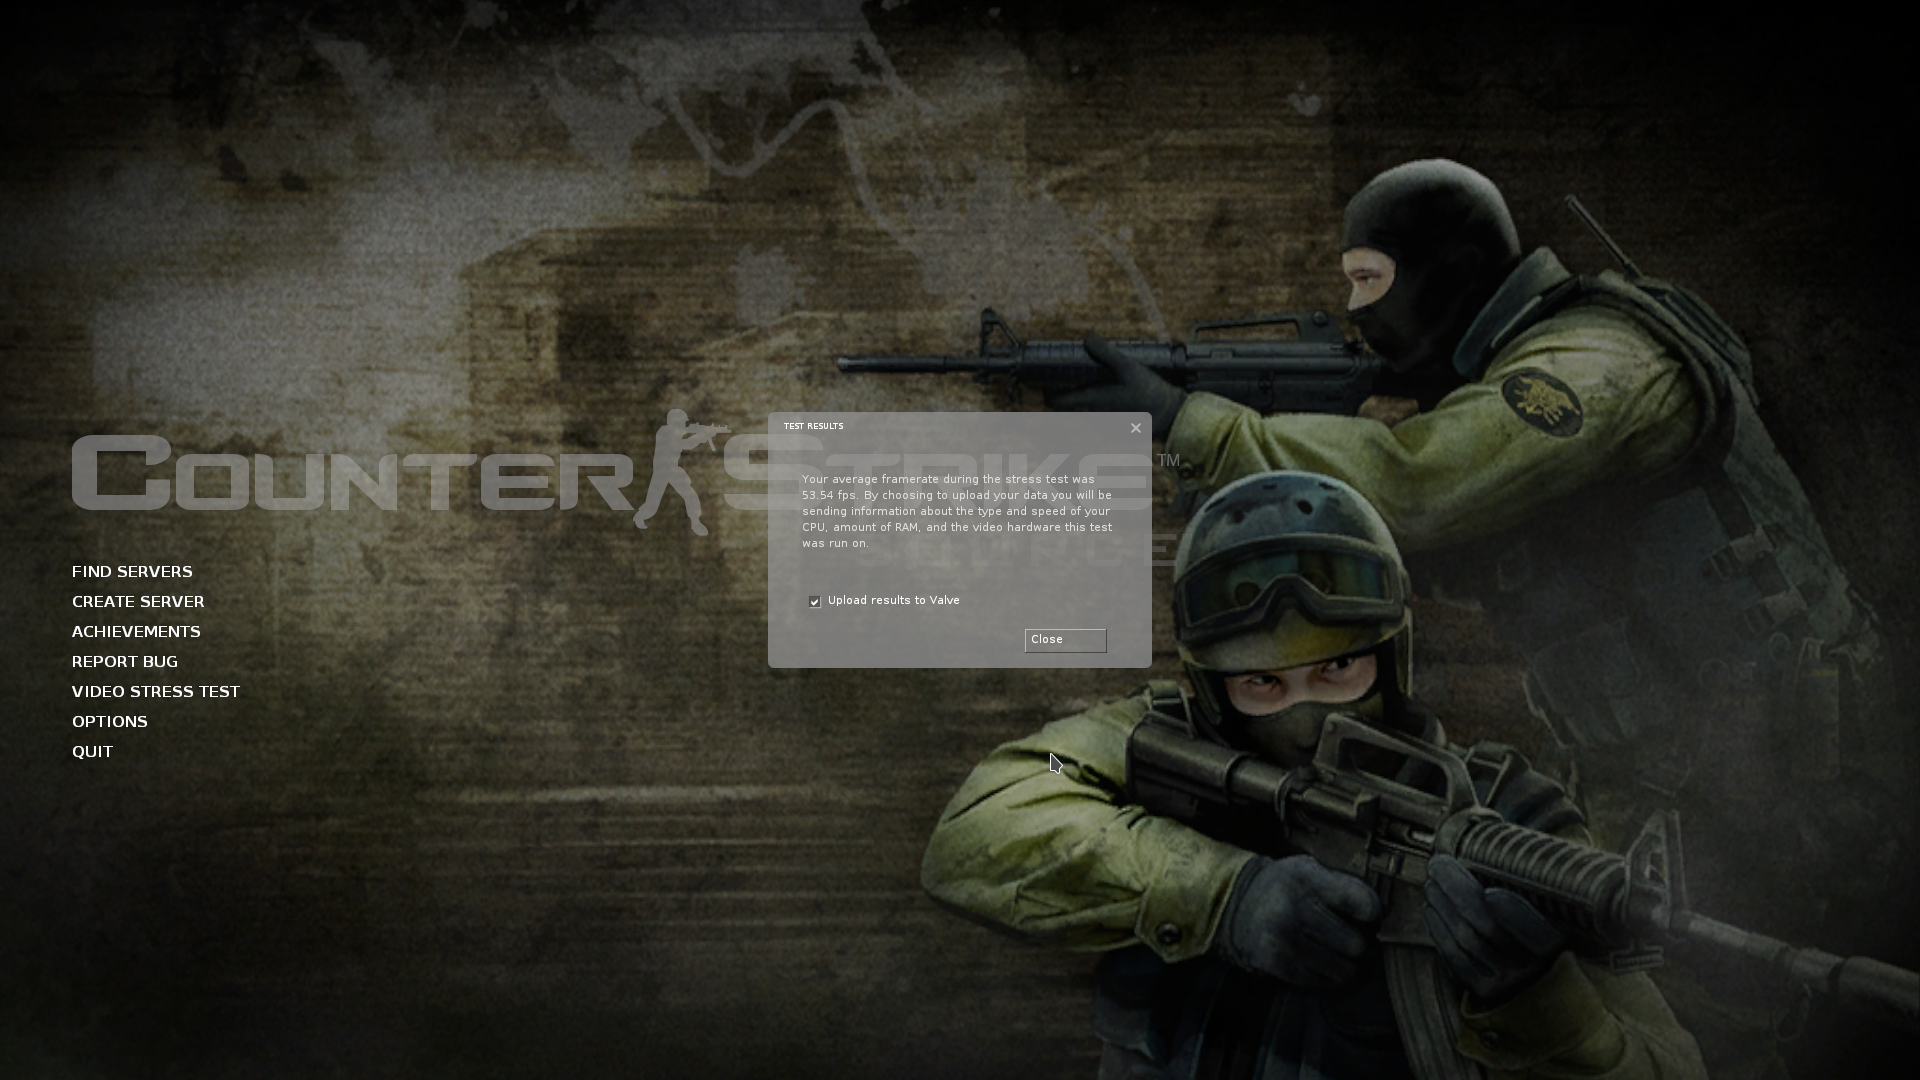 COUNTER STRIKE™
SOURCE
FIND SERVERS
CREATE SERVER
ACHIEVEMENTS
REPORT BUG
VIDEO STRESS TEST
OPTIONS
QUIT
TEST RESULTS
Your average framerate during the stress test was
53.54 fps. By choosing to upload your data you will be
sending information about the type and speed of your
CPU, amount of RAM, and the video hardware this test
was run on.
Upload results to Valve
Close